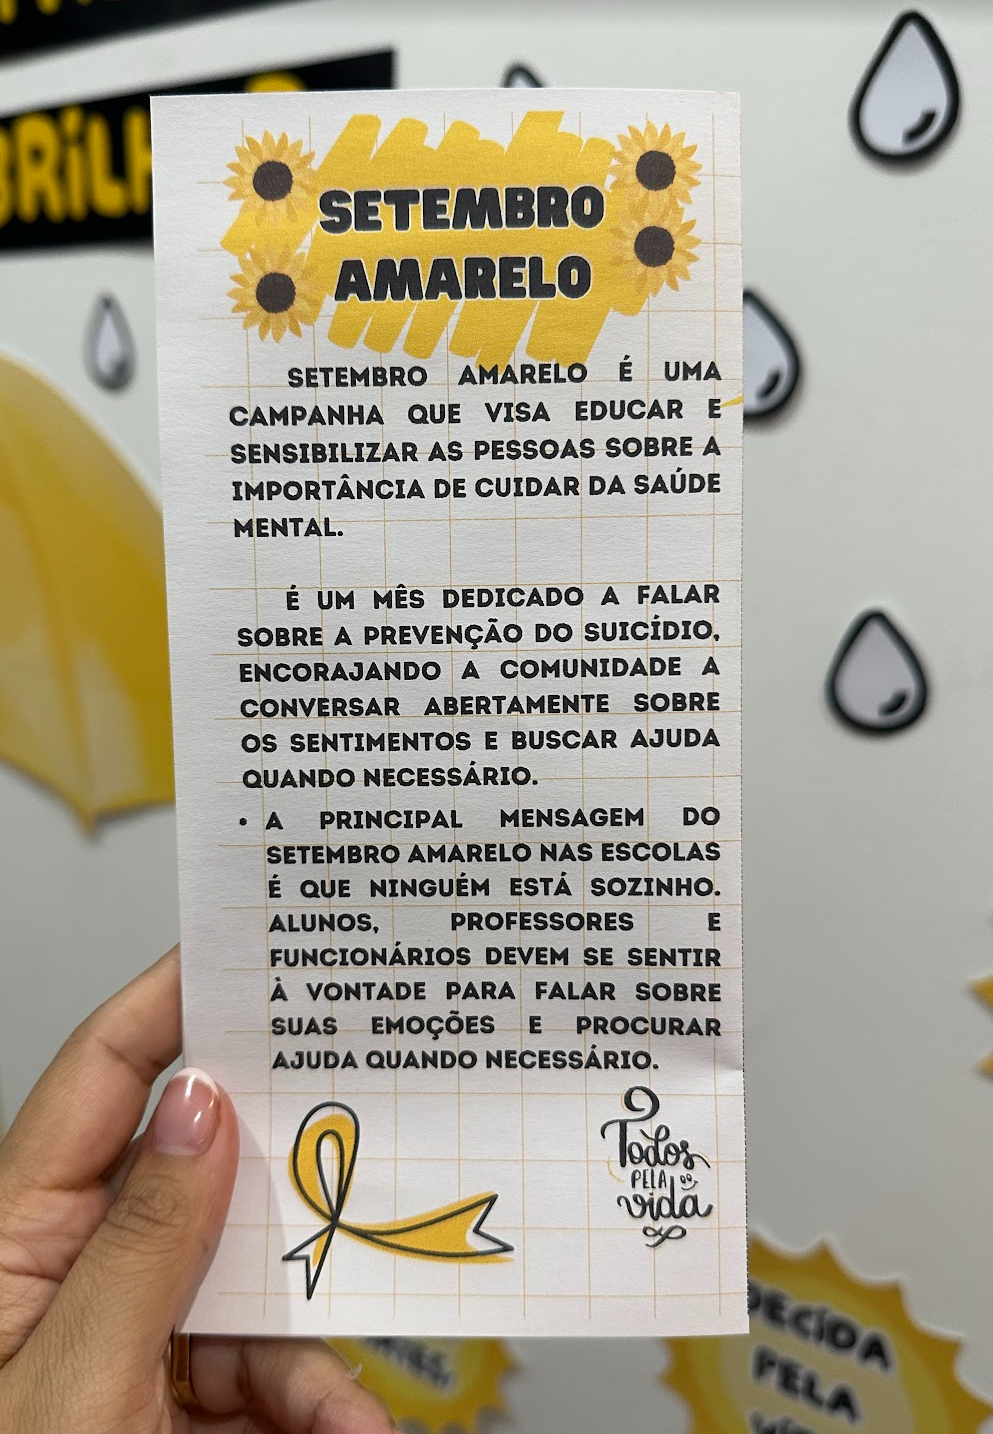 BRILH
SETEMBRO
AMARELO
SETEMBRO AMARELO É UMA
CAMPANHA QUE VISA EDUCAR E
SENSIBILIZAR AS PESSOAS SOBRE A
IMPORTÂNCIA DE CUIDAR DA SAÚDE
MENTAL.
É UM MÊS DEDICADO A FALAR
SOBRE A PREVENÇÃO DO SUICÍDIO,
ENCORAJANDO A COMUNIDADE A
CONVERSAR ABERTAMENTE SOBRE
OS SENTIMENTOS E BUSCAR AJUDA
QUANDO NECESSÁRIO.
• A PRINCIPAL MENSAGEM DO
SETEMBRO AMARELO NAS ESCOLAS
É QUE NINGUÉM ESTÁ SOZINHO.
ALUNOS, PROFESSORES E
FUNCIONÁRIOS DEVEM SE SENTIR
À VONTADE PARA FALAR SOBRE
SUAS EMOÇÕES E PROCURAR
AJUDA QUANDO NECESSÁRIO.
Todos
PELA
vida
DECIDA
PELA